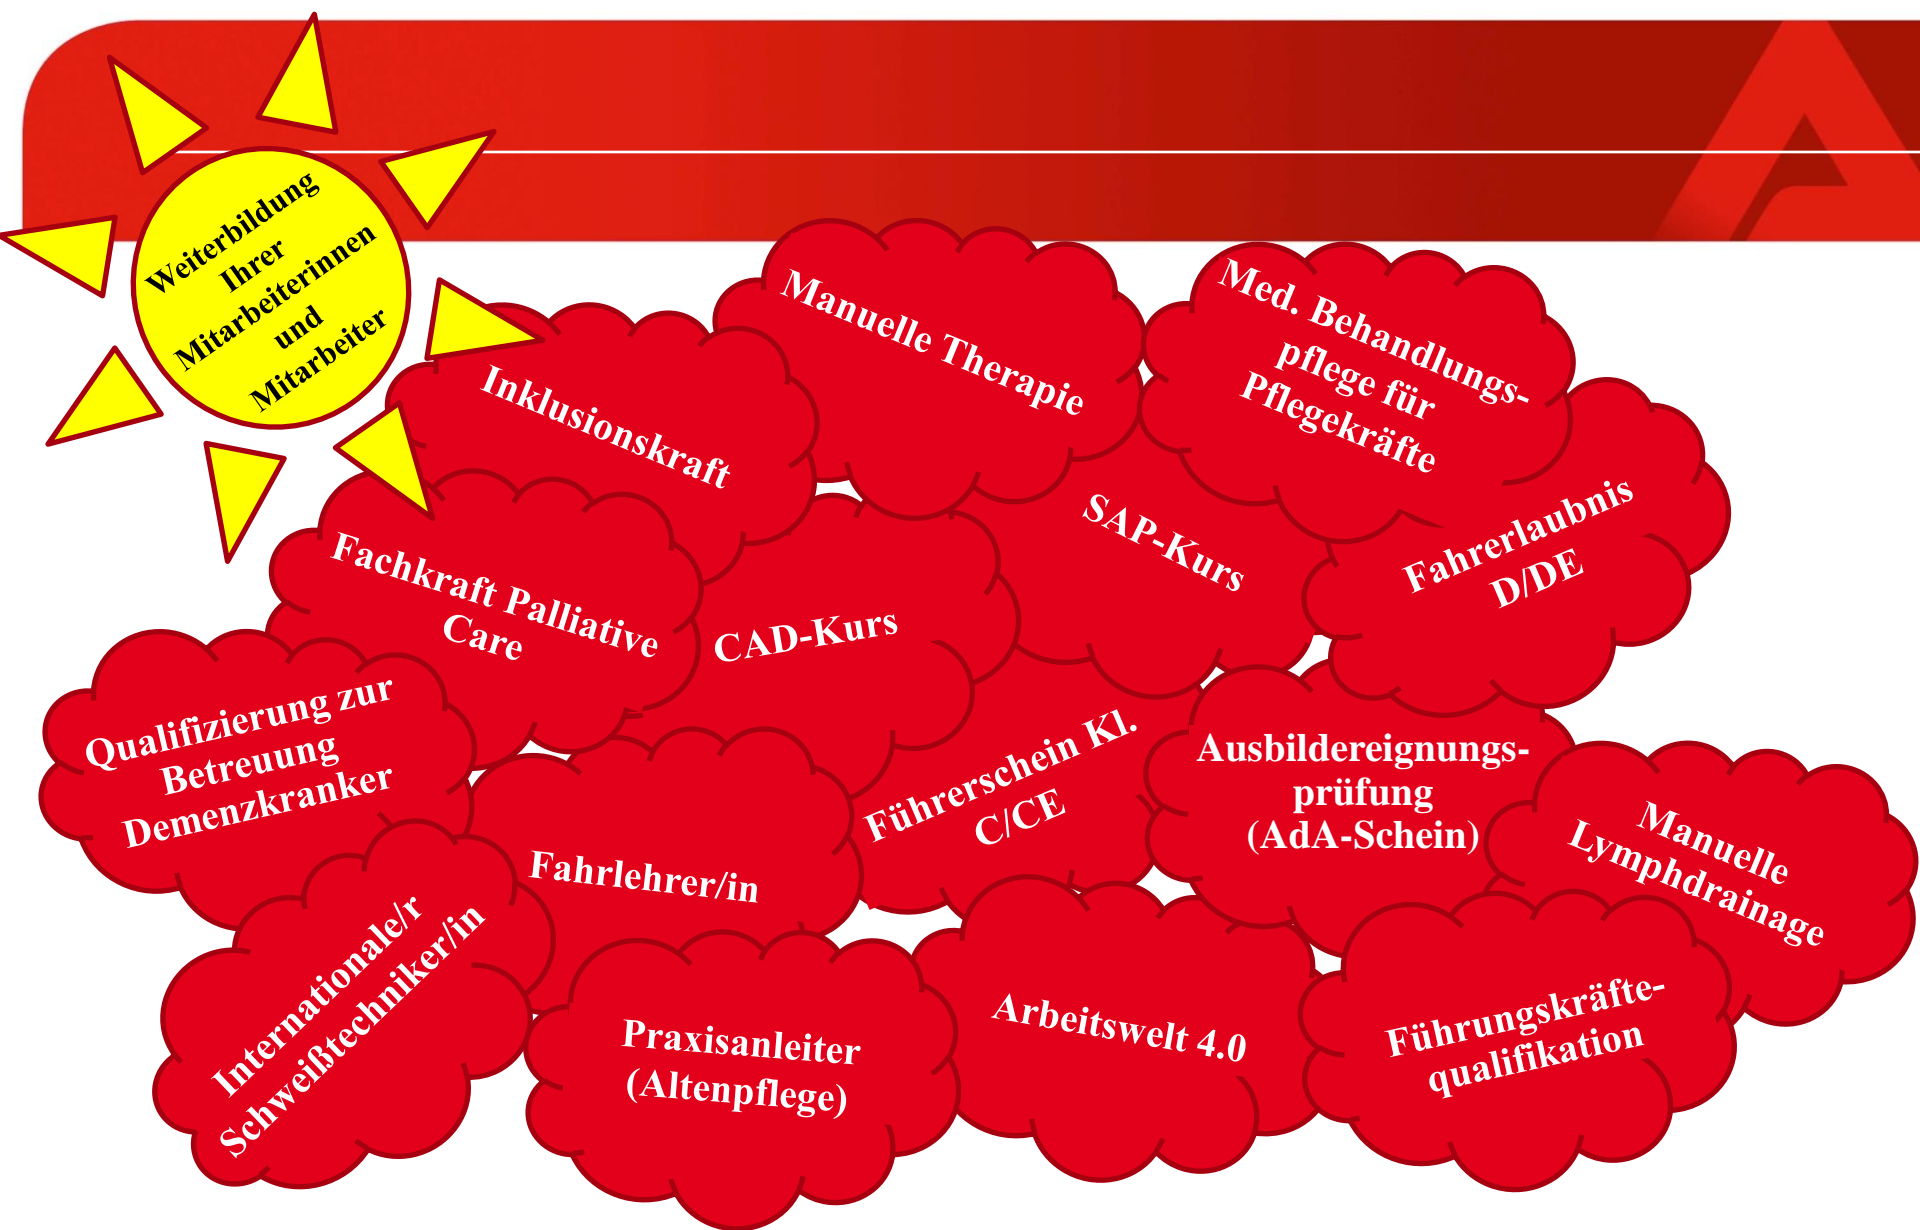 Weiterbildung
Ihrer
Mitarbeiterinnen
und
Mitarbeiter
Manuelle Therapie
Med. Behandlungs-
pflege für
Pflegekräfte
Inklusionskraft
SAP-Kurs
Fahrerlaubnis
D/DE
Fachkraft Palliative
Care
CAD-Kurs
Qualifizierung zur
Betreuung
Demenzkranker
Führerschein Kl.
C/CE
Ausbildereignungs-
prüfung
(AdA-Schein)
Manuelle
Lymphdrainage
Fahrlehrer/in
Internationale/r
Schweißtechniker/in
Praxisanleiter
(Altenpflege)
Arbeitswelt 4.0
Führungskräfte-
qualifikation